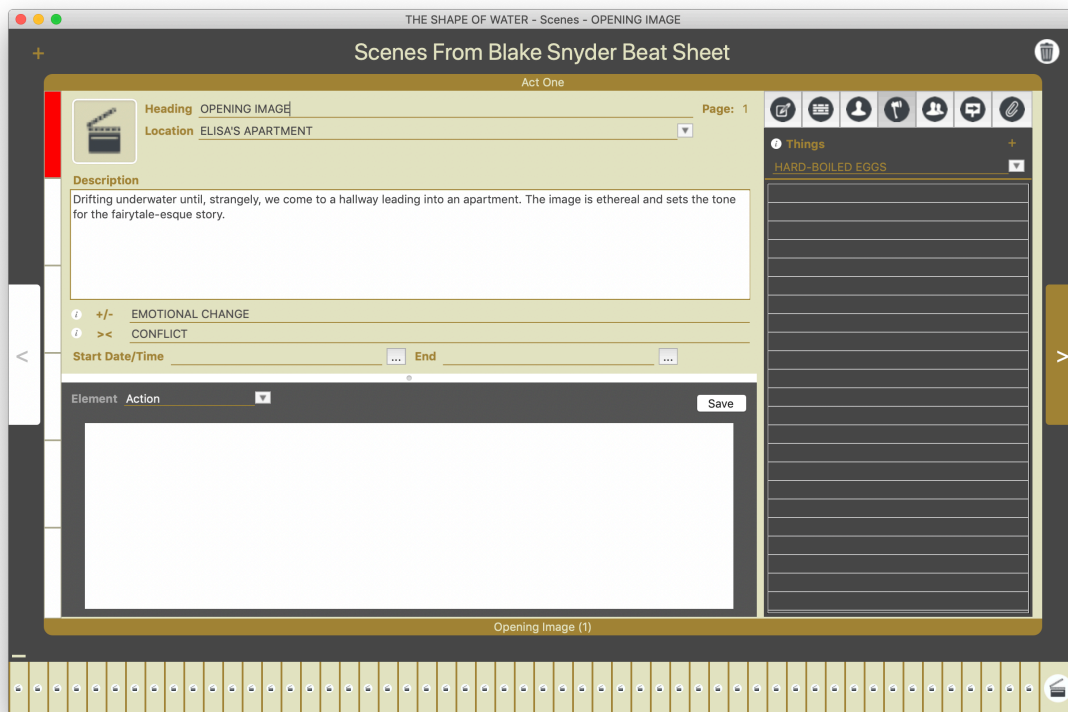 THE SHAPE OF WATER - Scenes - OPENING IMAGE
+
Scenes From Blake Snyder Beat Sheet
Act One
Heading OPENING IMAGE Page: 1
Location ELISA'S APARTMENT
i Things +
HARD-BOILED EGGS
Description
Drifting underwater until, strangely, we come to a hallway leading into an apartment. The image is ethereal and sets the tone
for the fairytale-esque story.
i +/- EMOTIONAL CHANGE
i >< CONFLICT
< >
Start Date/Time ... End ...
Element Action
Save
Opening Image (1)